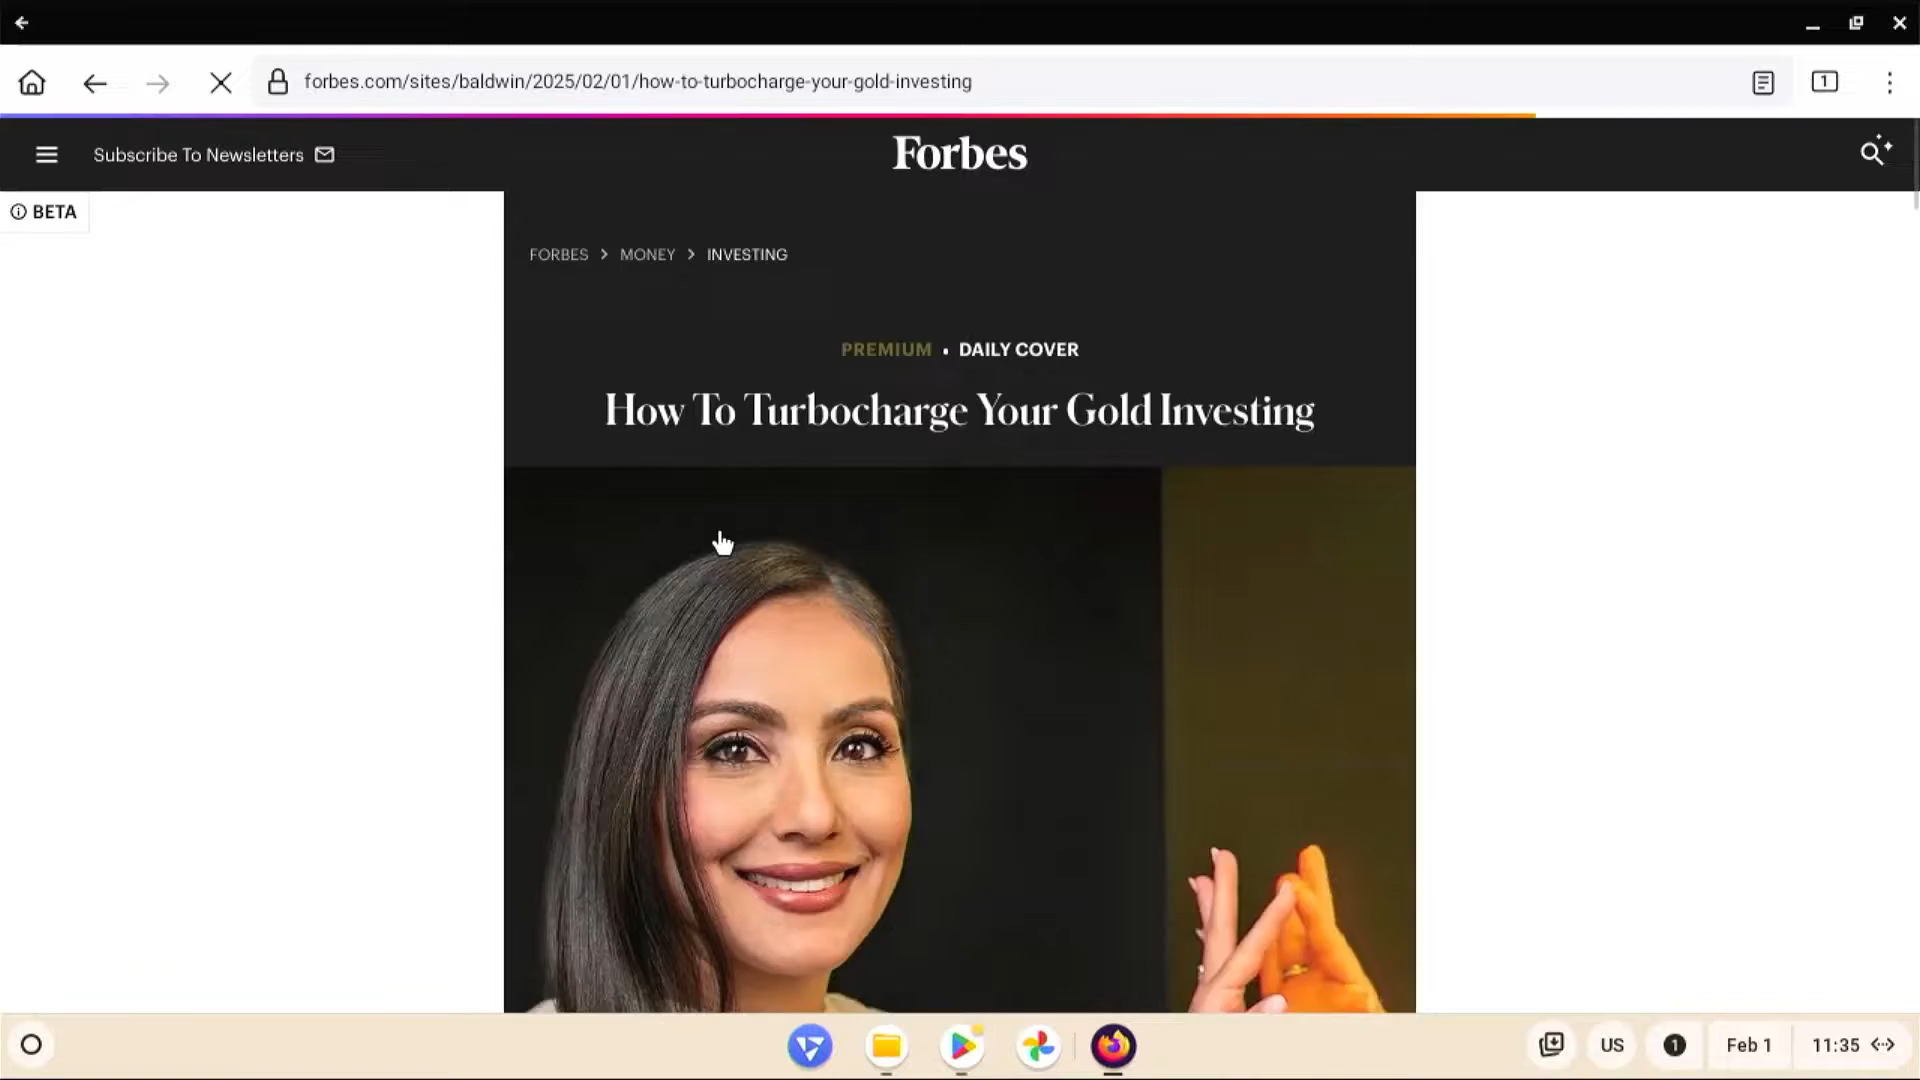 forbes.com/sites/baldwin/2025/02/01/how-to-turbocharge-your-gold-investing
1
Subscribe To Newsletters
Forbes
BETA
FORBES > MONEY > INVESTING
PREMIUM • DAILY COVER
How To Turbocharge Your Gold Investing
US
1
Feb 1
11:35